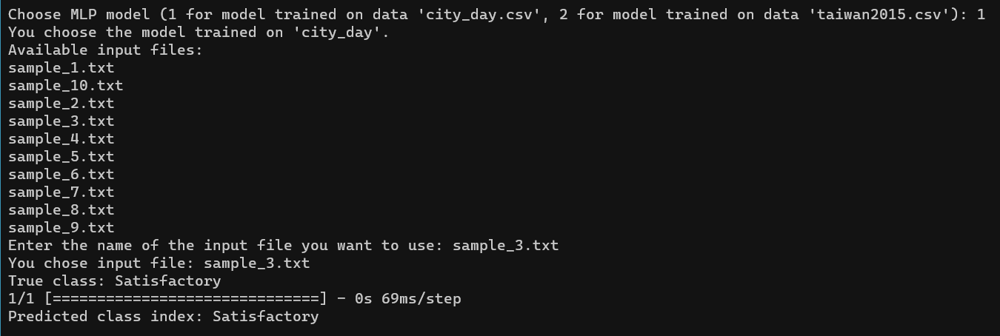 Choose MLP model (1 for model trained on data 'city_day.csv', 2 for model trained on data 'taiwan2015.csv'): 1
You choose the model trained on 'city_day'.
Available input files:
sample_1.txt
sample_10.txt
sample_2.txt
sample_3.txt
sample_4.txt
sample_5.txt
sample_6.txt
sample_7.txt
sample_8.txt
sample_9.txt
Enter the name of the input file you want to use: sample_3.txt
You chose input file: sample_3.txt
True class: Satisfactory
1/1 [==============================] - 0s 69ms/step
Predicted class index: Satisfactory